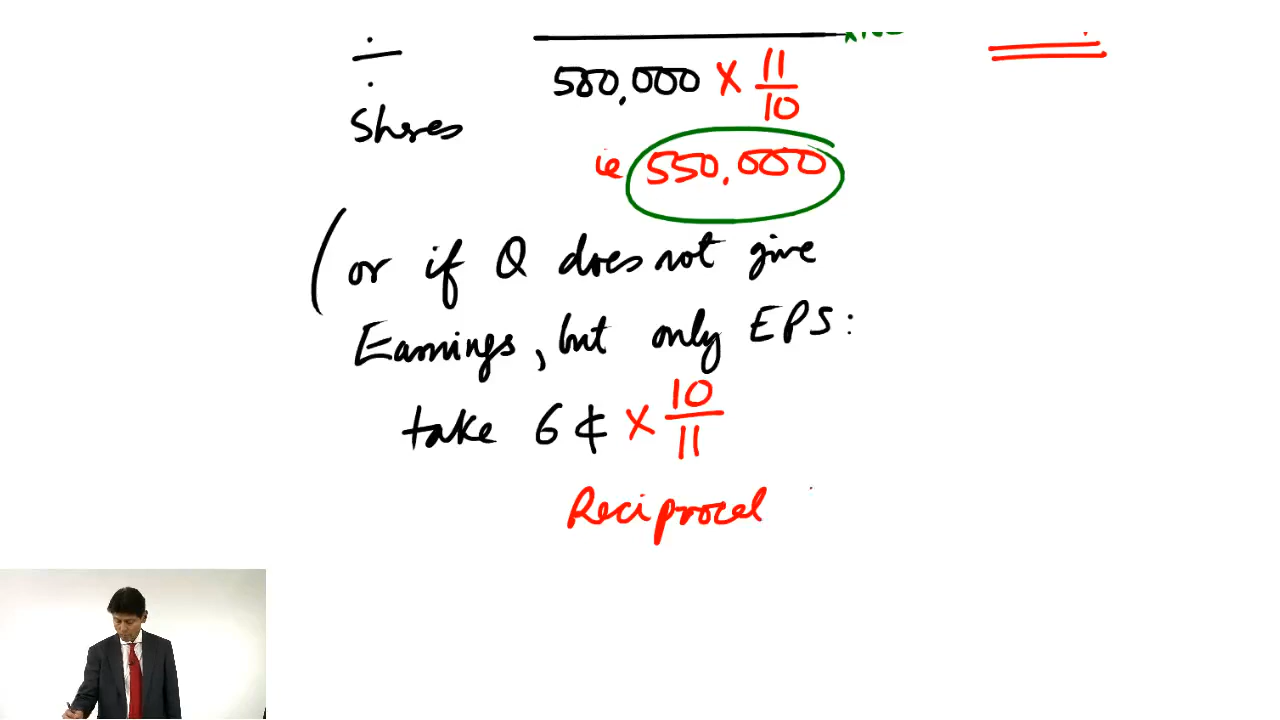 ÷
Shares
500,000 × 11/10
ie 550,000
(or if Q does not give
Earnings, but only EPS:
take 6 ¢ × 10/11
Reciprocal